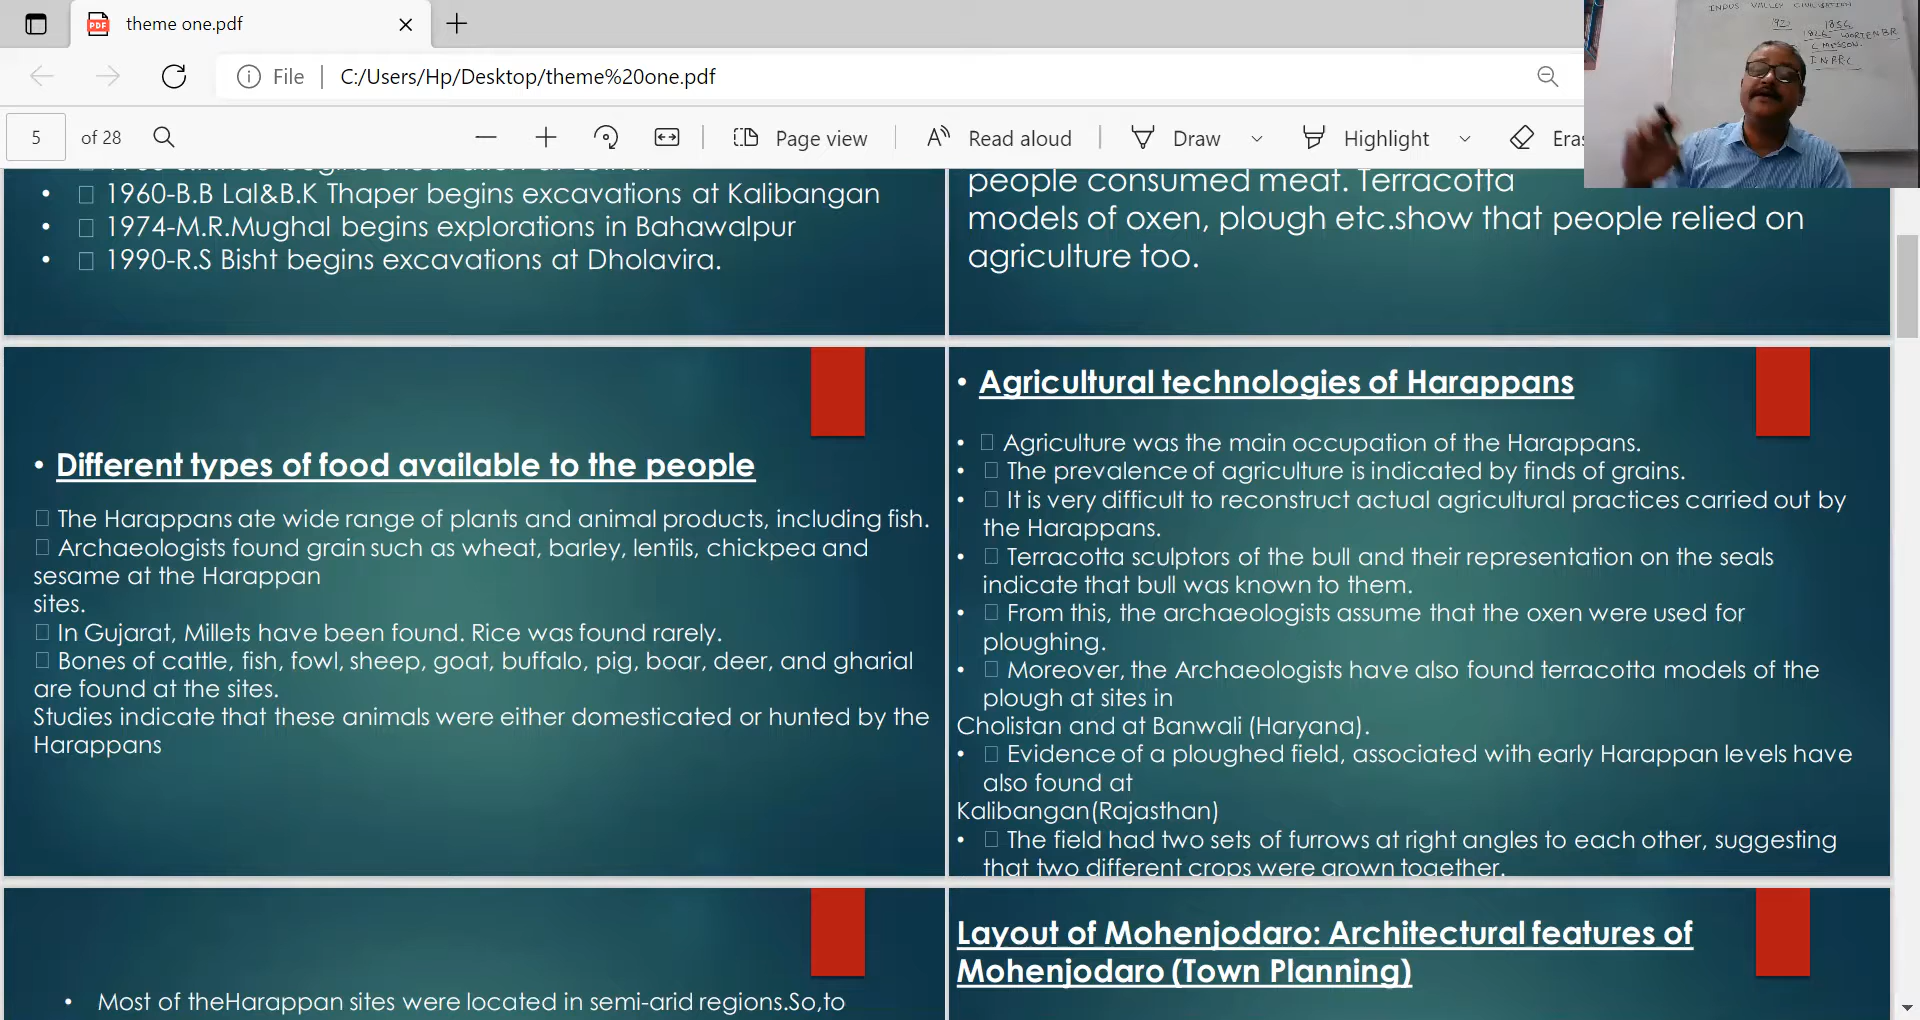 theme one.pdf
File
C:/Users/Hp/Desktop/theme%20one.pdf
5 of 28
Page view
Read aloud
Draw
Highlight
Eras
INDUS VALLEY CIVILISATION
1856
1960-B.B Lal&B.K Thaper begins excavations at Kalibangan
1974-M.R.Mughal begins explorations in Bahawalpur
1990-R.S Bisht begins excavations at Dholavira.
people consumed meat. Terracotta
models of oxen, plough etc.show that people relied on
agriculture too.
• Different types of food available to the people
The Harappans ate wide range of plants and animal products, including fish.
Archaeologists found grain such as wheat, barley, lentils, chickpea and
sesame at the Harappan
sites.
In Gujarat, Millets have been found. Rice was found rarely.
Bones of cattle, fish, fowl, sheep, goat, buffalo, pig, boar, deer, and gharial
are found at the sites.
Studies indicate that these animals were either domesticated or hunted by the
Harappans
• Agricultural technologies of Harappans
• Agriculture was the main occupation of the Harappans.
• The prevalence of agriculture is indicated by finds of grains.
• It is very difficult to reconstruct actual agricultural practices carried out by
the Harappans.
• Terracotta sculptors of the bull and their representation on the seals
indicate that bull was known to them.
• From this, the archaeologists assume that the oxen were used for
ploughing.
• Moreover, the Archaeologists have also found terracotta models of the
plough at sites in
Cholistan and at Banwali (Haryana).
• Evidence of a ploughed field, associated with early Harappan levels have
also found at
Kalibangan(Rajasthan)
• The field had two sets of furrows at right angles to each other, suggesting
that two different crops were grown together.
• Most of theHarappan sites were located in semi-arid regions.So,to
Layout of Mohenjodaro: Architectural features of
Mohenjodaro (Town Planning)